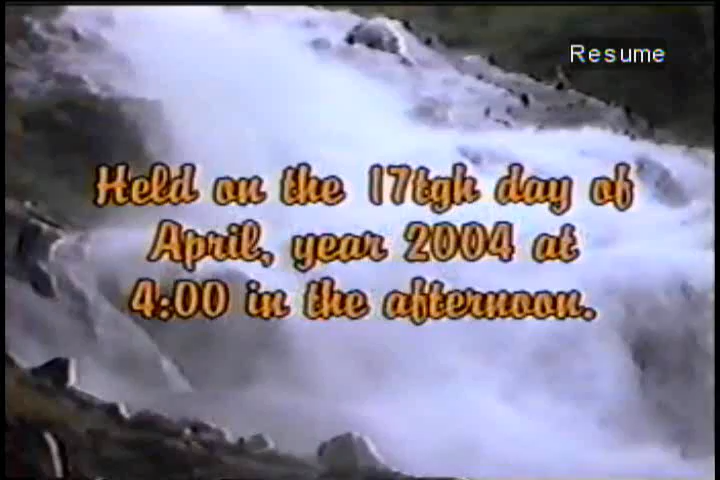 Resume
Held on the 17tgh day of
April, year 2004 at
4:00 in the afternoon.